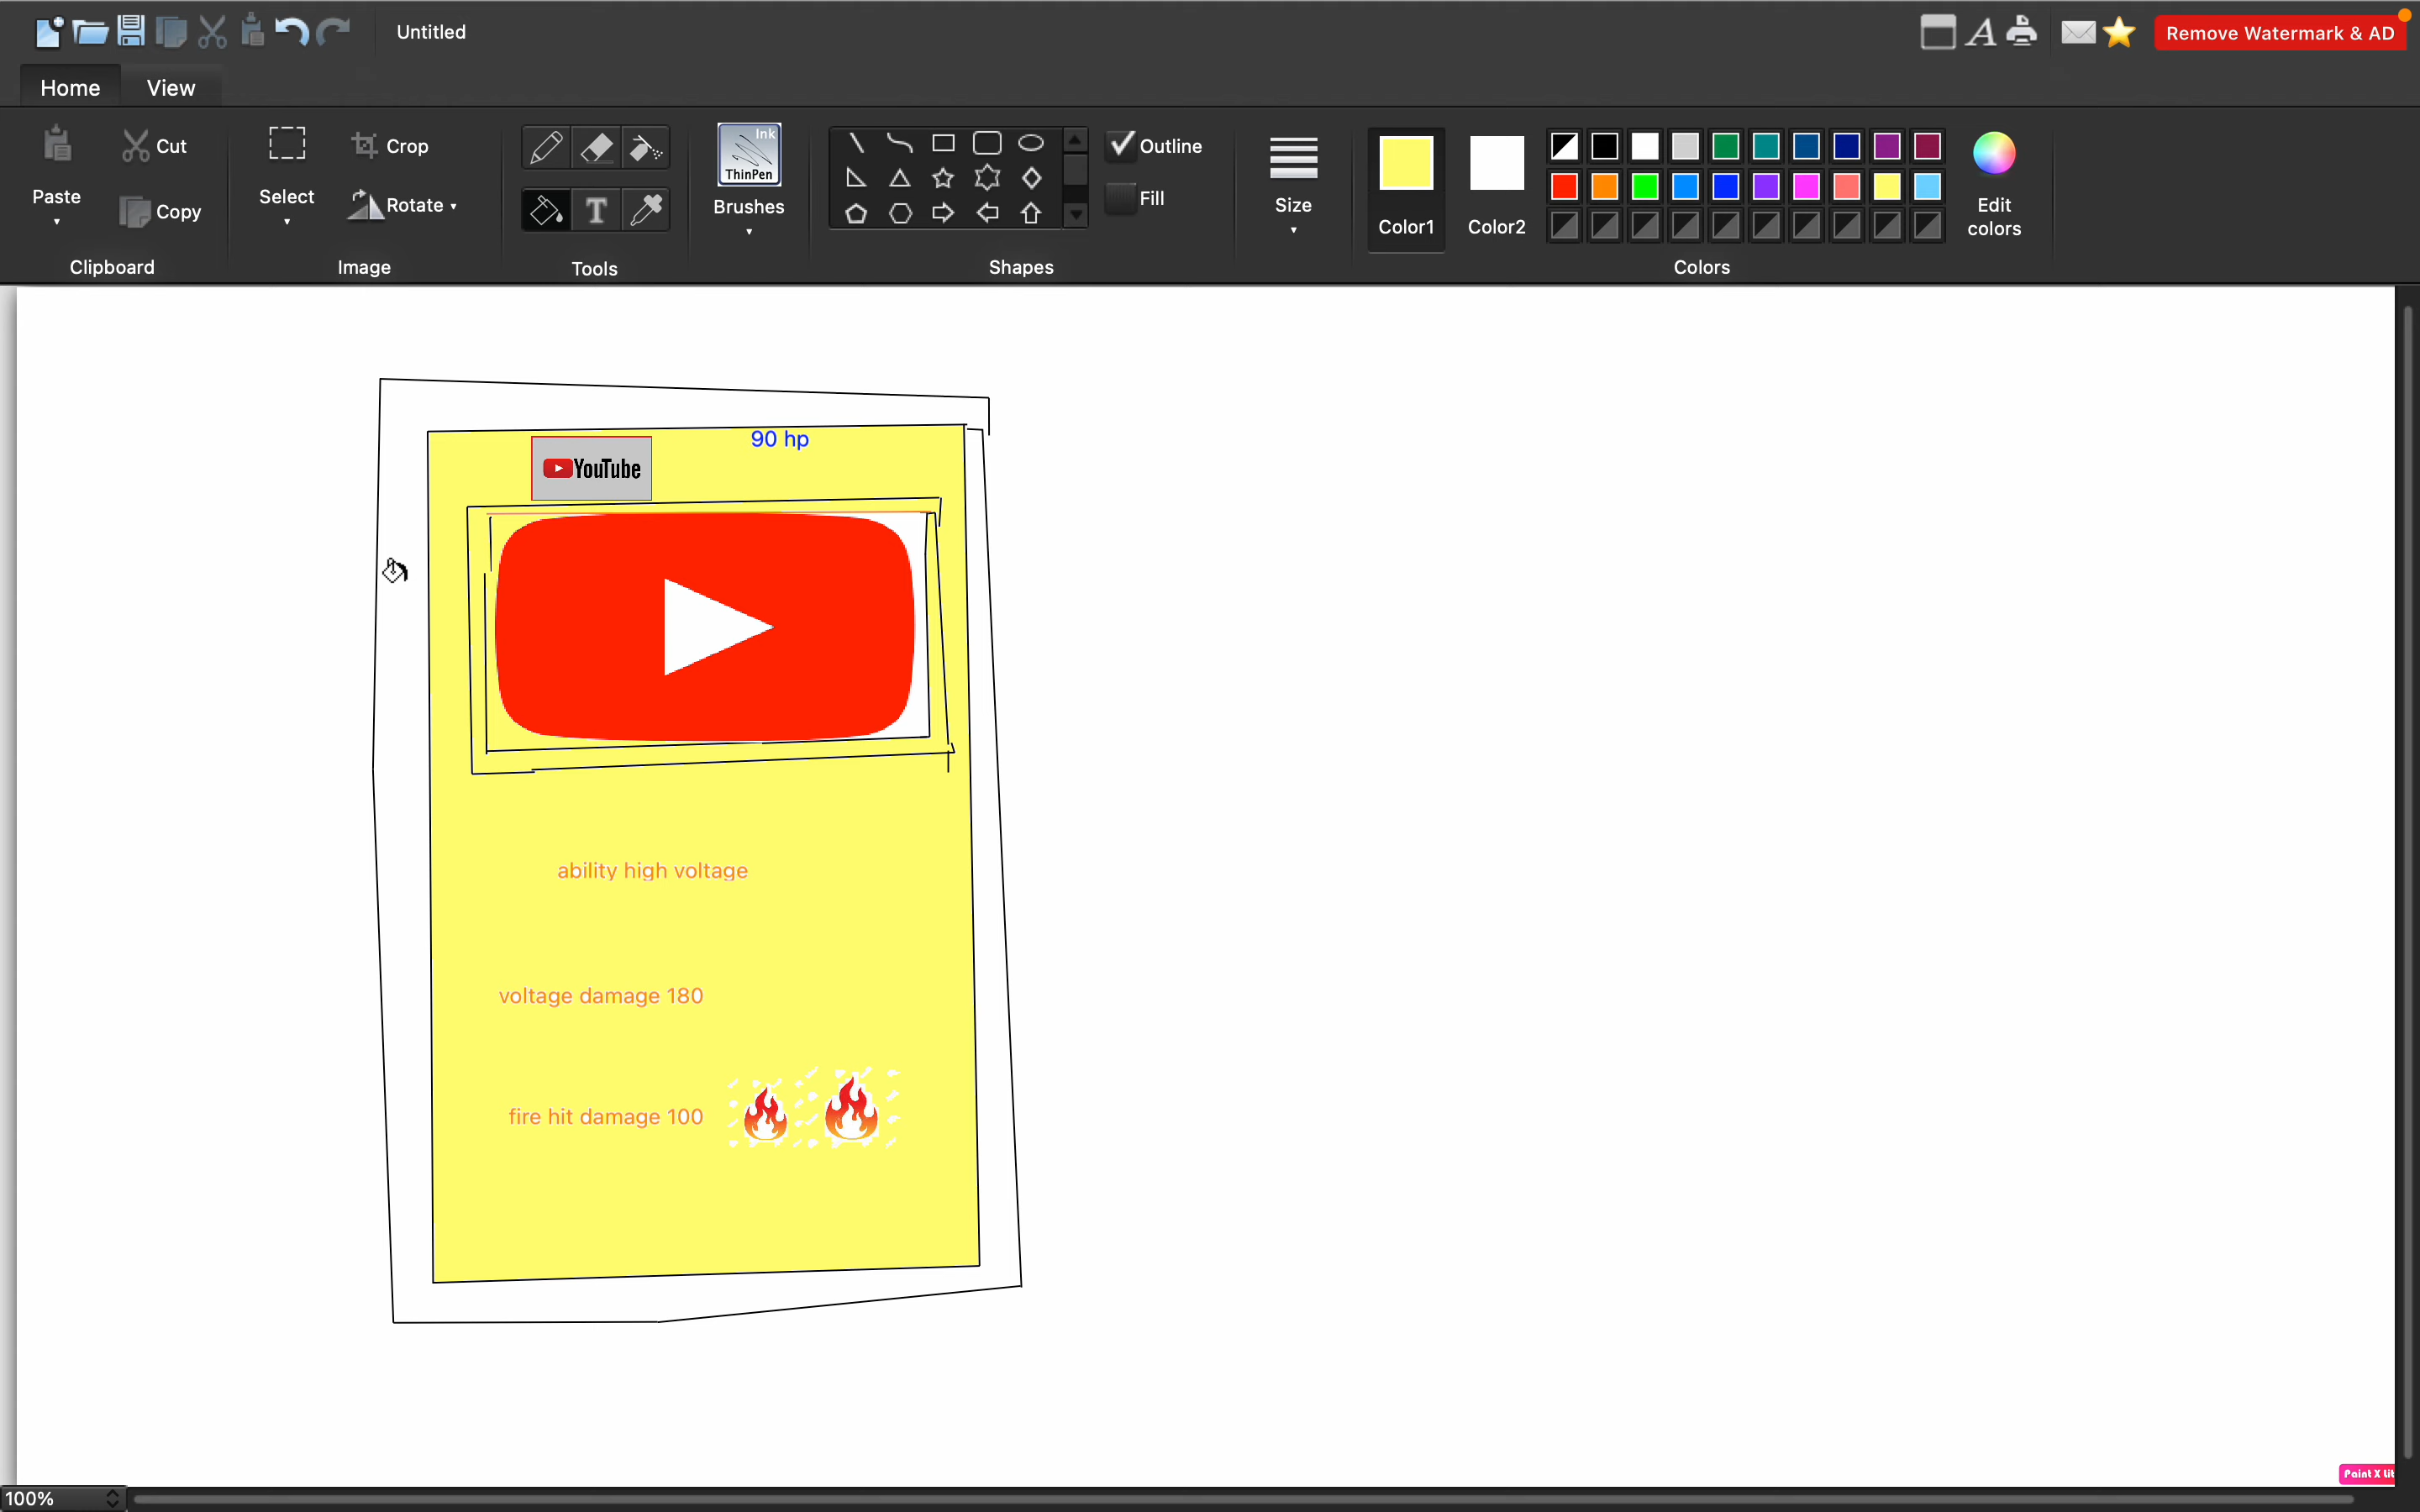 Untitled
Remove Watermark & AD
Home
View
Paste
Cut
Copy
Clipboard
Select
Crop
Rotate
Image
Tools
Ink
ThinPen
Brushes
Outline
Fill
Shapes
Size
Color1
Color2
Edit
colors
Colors
90 hp
YouTube
ability high voltage
voltage damage 180
fire hit damage 100
Paint X Lit
100%